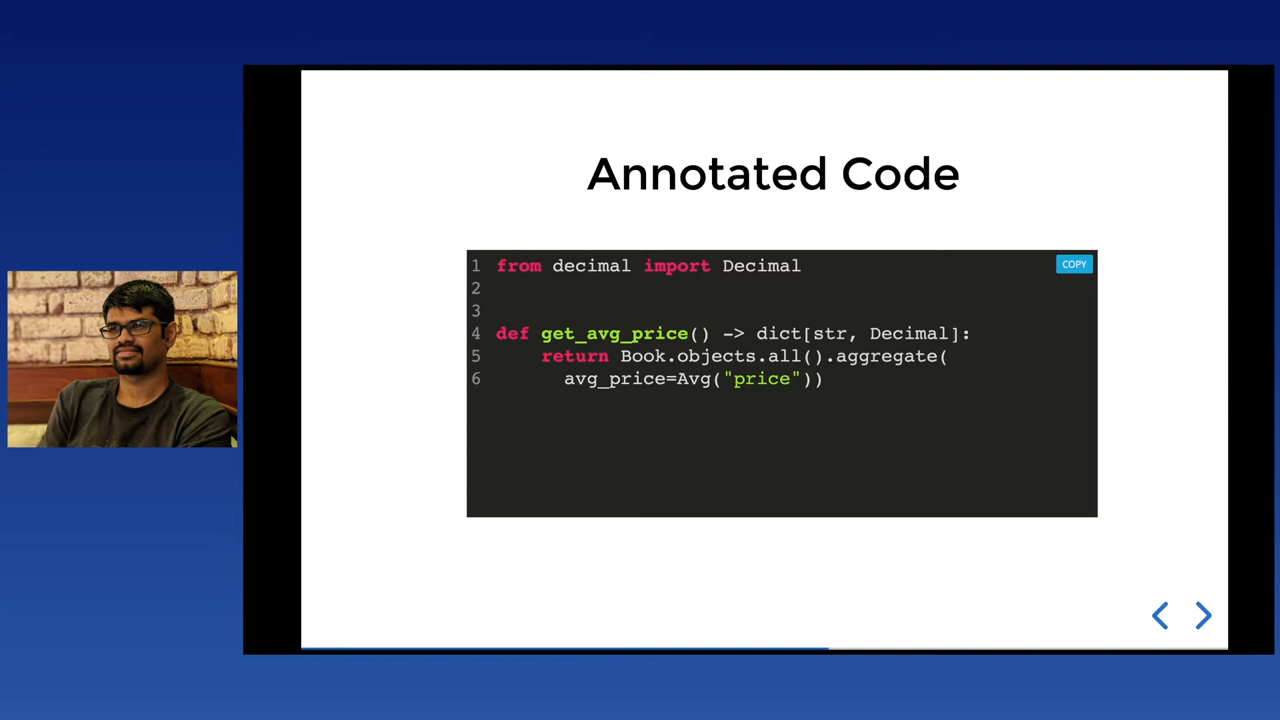 Annotated Code
1 from decimal import Decimal
COPY
2
3
4 def get_avg_price() -> dict[str, Decimal]:
5     return Book.objects.all().aggregate(
6       avg_price=Avg("price"))